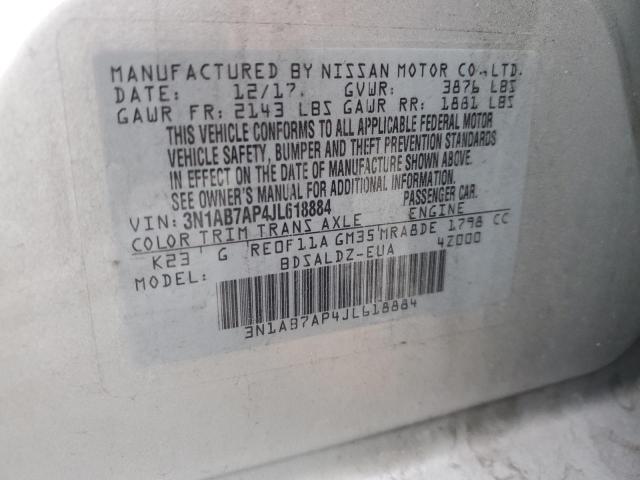 MANUFACTURED BY NISSAN MOTOR CO.,LTD.
DATE: 12/17. GVWR: 3876 LBS
GAWR FR: 2143 LBS GAWR RR: 1881 LBS
THIS VEHICLE CONFORMS TO ALL APPLICABLE FEDERAL MOTOR
VEHICLE SAFETY, BUMPER AND THEFT PREVENTION STANDARDS
IN EFFECT ON THE DATE OF MANUFACTURE SHOWN ABOVE.
SEE OWNER'S MANUAL FOR ADDITIONAL INFORMATION.
PASSENGER CAR.
VIN: 3N1AB7AP4JL618884
COLOR TRIM TRANS AXLE ENGINE
K23 G RE0F11A GM35 MRA8DE 1798 CC
MODEL: BDSALDZ-EUA 42000
3N1AB7AP4JL618884